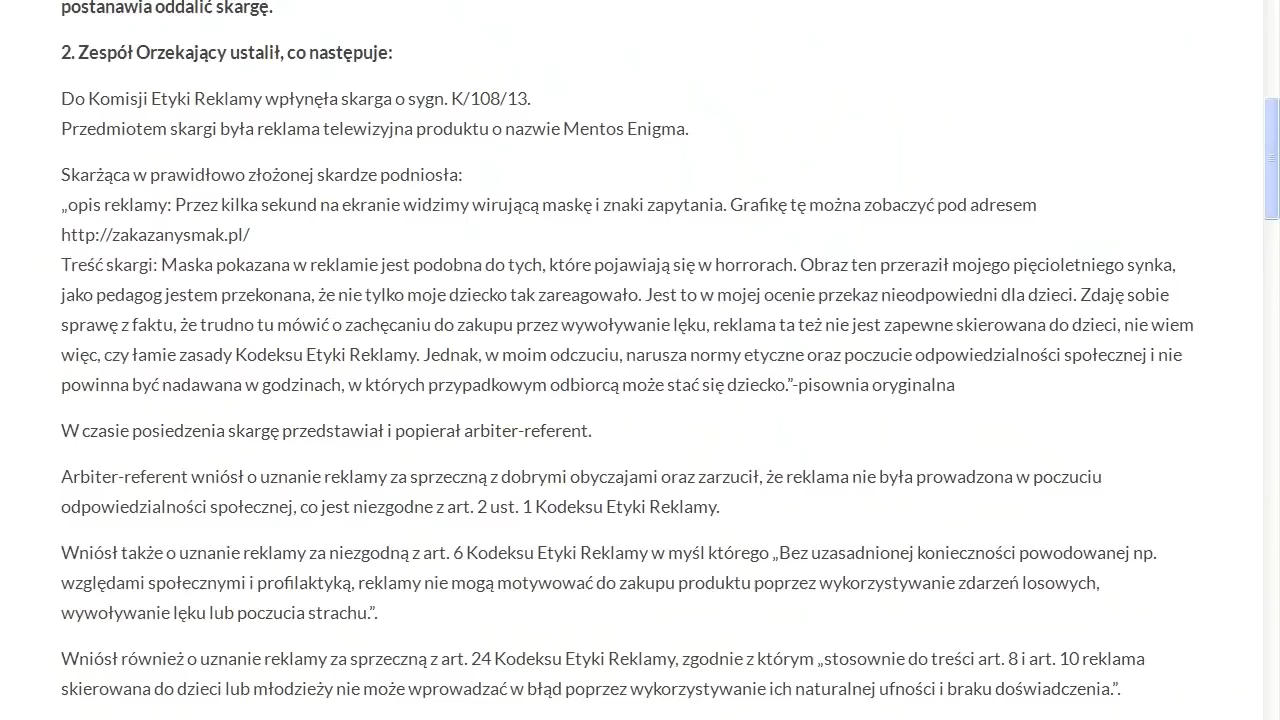 postanawia oddalić skargę.
2. Zespół Orzekający ustalił, co następuje:
Do Komisji Etyki Reklamy wpłynęła skarga o sygn. K/108/13.
Przedmiotem skargi była reklama telewizyjna produktu o nazwie Mentos Enigma.
Skarżąca w prawidłowo złożonej skardze podniosła:
„opis reklamy: Przez kilka sekund na ekranie widzimy wirującą maskę i znaki zapytania. Grafikę tę można zobaczyć pod adresem
http://zakazanysmak.pl/
Treść skargi: Maska pokazana w reklamie jest podobna do tych, które pojawiają się w horrorach. Obraz ten przeraził mojego pięcioletniego synka,
jako pedagog jestem przekonana, że nie tylko moje dziecko tak zareagowało. Jest to w mojej ocenie przekaz nieodpowiedni dla dzieci. Zdaję sobie
sprawę z faktu, że trudno tu mówić o zachęcaniu do zakupu przez wywoływanie lęku, reklama ta też nie jest zapewne skierowana do dzieci, nie wiem
więc, czy łamie zasady Kodeksu Etyki Reklamy. Jednak, w moim odczuciu, narusza normy etyczne oraz poczucie odpowiedzialności społecznej i nie
powinna być nadawana w godzinach, w których przypadkowym odbiorcą może stać się dziecko.”-pisownia oryginalna
W czasie posiedzenia skargę przedstawiał i popierał arbiter-referent.
Arbiter-referent wniósł o uznanie reklamy za sprzeczną z dobrymi obyczajami oraz zarzucił, że reklama nie była prowadzona w poczuciu
odpowiedzialności społecznej, co jest niezgodne z art. 2 ust. 1 Kodeksu Etyki Reklamy.
Wniósł także o uznanie reklamy za niezgodną z art. 6 Kodeksu Etyki Reklamy w myśl którego „Bez uzasadnionej konieczności powodowanej np.
względami społecznymi i profilaktyką, reklamy nie mogą motywować do zakupu produktu poprzez wykorzystywanie zdarzeń losowych,
wywoływanie lęku lub poczucia strachu.”.
Wniósł również o uznanie reklamy za sprzeczną z art. 24 Kodeksu Etyki Reklamy, zgodnie z którym „stosownie do treści art. 8 i art. 10 reklama
skierowana do dzieci lub młodzieży nie może wprowadzać w błąd poprzez wykorzystywanie ich naturalnej ufności i braku doświadczenia.”.